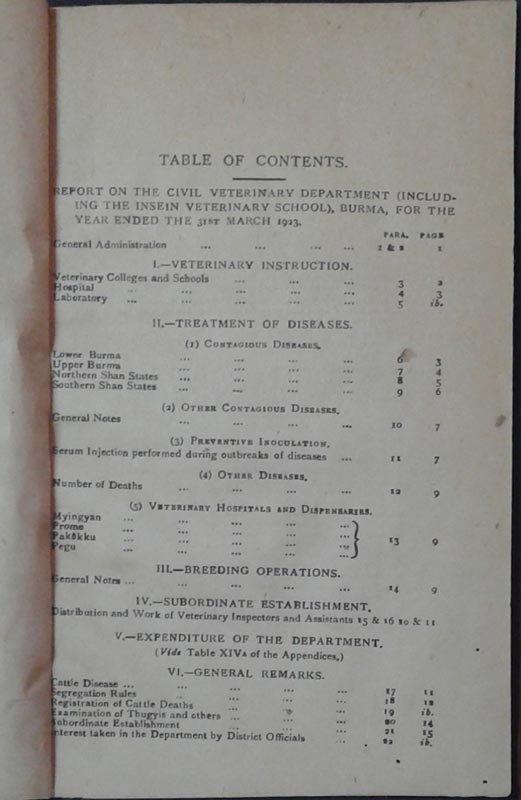 TABLE OF CONTENTS.
REPORT ON THE CIVIL VETERINARY DEPARTMENT (INCLUD-
ING THE INSEIN VETERINARY SCHOOL), BURMA, FOR THE
YEAR ENDED THE 31ST MARCH 1923.
PARA. PAGE
General Administration ... ... ... ... 1 & 2 1
I.—VETERINARY INSTRUCTION.
Veterinary Colleges and Schools ... ... ... 3 2
Hospital ... ... ... ... ... 4 3
Laboratory ... ... ... ... ... 5 ib.
II.—TREATMENT OF DISEASES.
(1) CONTAGIOUS DISEASES.
Lower Burma ... ... ... ... 6 3
Upper Burma ... ... ... ... 7 4
Northern Shan States ... ... ... ... 8 5
Southern Shan States ... ... ... ... 9 6
(2) OTHER CONTAGIOUS DISEASES.
General Notes ... ... ... ... 10 7
(3) PREVENTIVE INOCULATION.
Serum Injection performed during outbreaks of diseases ... 11 7
(4) OTHER DISEASES.
Number of Deaths ... ... ... ... 12 9
(5) VETERINARY HOSPITALS AND DISPENSARIES.
Myingyan ... ... ... ... ...
Prome ... ... ... ... ...
Pakôkku ... ... ... ... ... } 13 9
Pegu ... ... ... ... ...
III.—BREEDING OPERATIONS.
General Notes ... ... ... ... ... 14 9
IV.—SUBORDINATE ESTABLISHMENT.
Distribution and Work of Veterinary Inspectors and Assistants 15 & 16 10 & 11
V.—EXPENDITURE OF THE DEPARTMENT.
(Vide Table XIVA of the Appendices.)
VI.—GENERAL REMARKS.
Cattle Disease ... ... ... ... ... 17 11
Segregation Rules ... ... ... ... 18 12
Registration of Cattle Deaths ... ... ... 19 ib.
Examination of Thugyis and others ... ... ... 20 14
Subordinate Establishment ... ... ... 21 15
Interest taken in the Department by District Officials ... 22 ib.